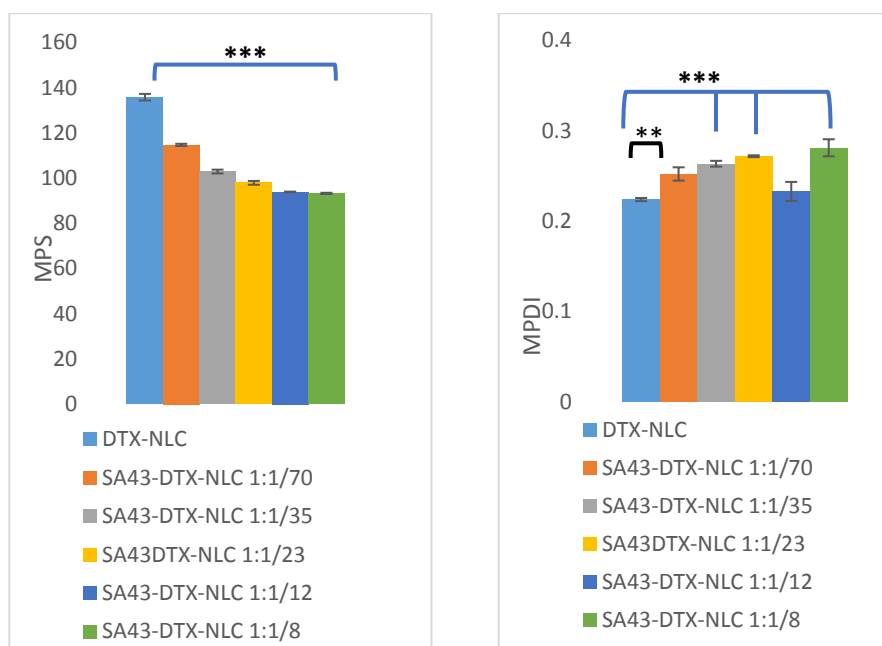 160
140
120
100
80
60
40
20
0
MPS
***
DTX-NLC
SA43-DTX-NLC 1:1/70
SA43-DTX-NLC 1:1/35
SA43DTX-NLC 1:1/23
SA43-DTX-NLC 1:1/12
SA43-DTX-NLC 1:1/8
0.4
0.3
0.2
0.1
0
MPDI
***
**
DTX-NLC
SA43-DTX-NLC 1:1/70
SA43-DTX-NLC 1:1/35
SA43DTX-NLC 1:1/23
SA43-DTX-NLC 1:1/12
SA43-DTX-NLC 1:1/8